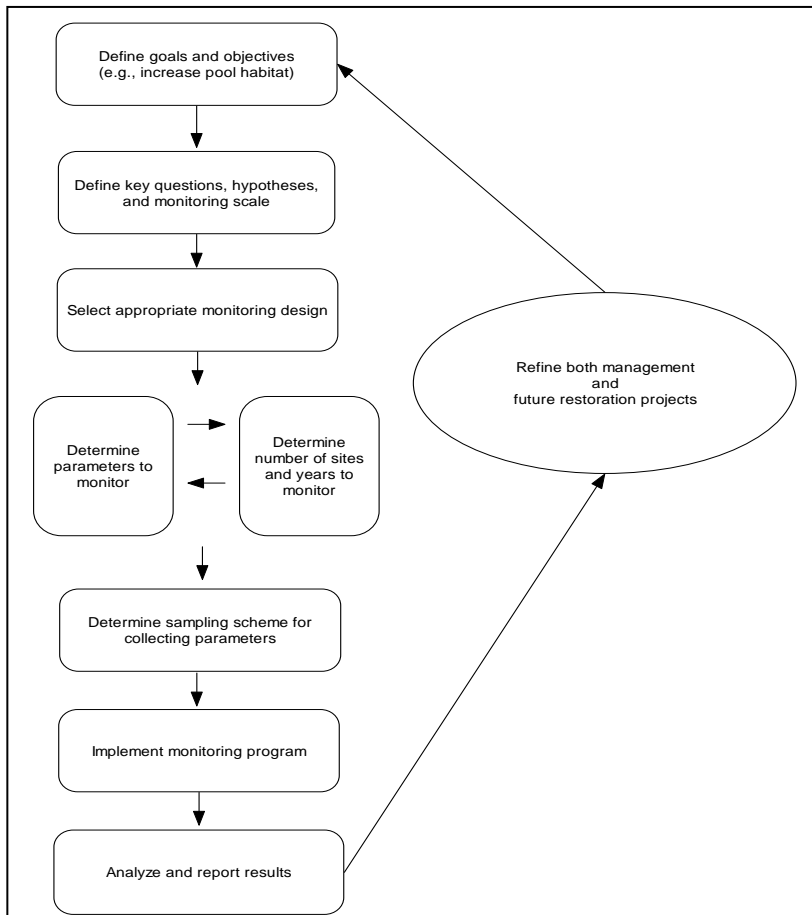 Define goals and objectives
(e.g., increase pool habitat)
Define key questions, hypotheses,
and monitoring scale
Select appropriate monitoring design
Determine
parameters to
monitor
Determine
number of sites
and years to
monitor
Determine sampling scheme for
collecting parameters
Implement monitoring program
Analyze and report results
Refine both management
and
future restoration projects